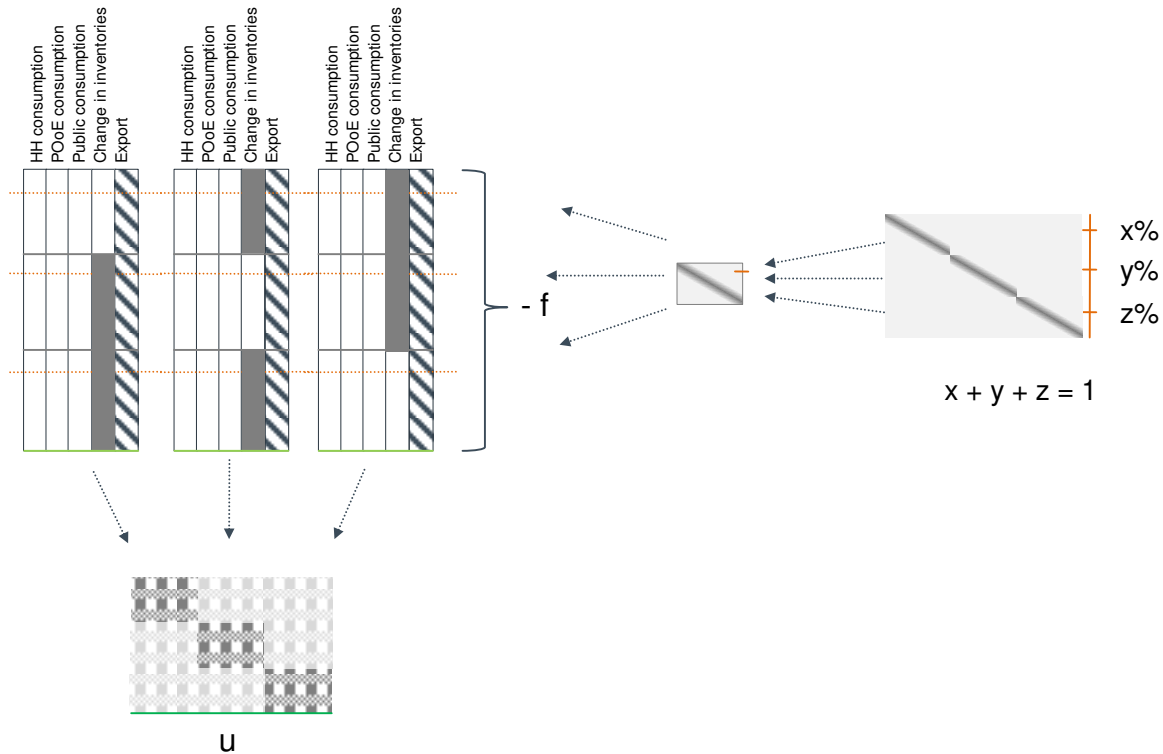 HH consumption
POoE consumption
Public consumption
Change in inventories
Export
HH consumption
POoE consumption
Public consumption
Change in inventories
Export
HH consumption
POoE consumption
Public consumption
Change in inventories
Export
- f
x%
y%
z%
x + y + z = 1
u